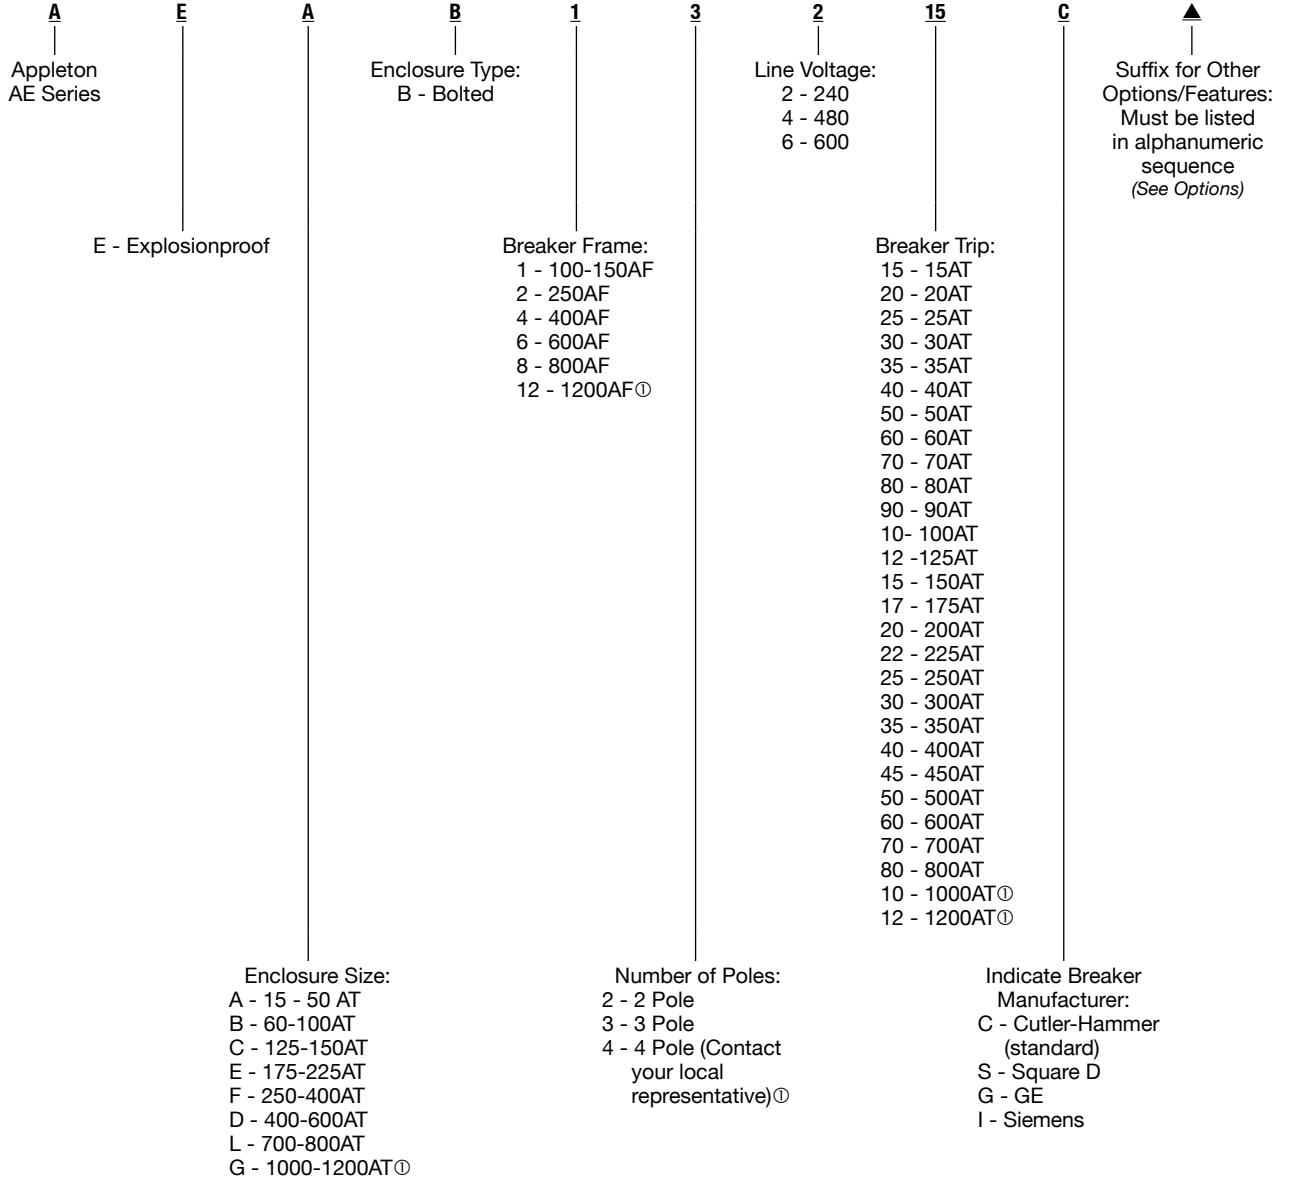 A E A B 1 3 2 15 C ▲
Appleton
AE Series
Enclosure Type:
B - Bolted
Line Voltage:
2 - 240
4 - 480
6 - 600
Suffix for Other
Options/Features:
Must be listed
in alphanumeric
sequence
(See Options)
E - Explosionproof
Breaker Frame:
1 - 100-150AF
2 - 250AF
4 - 400AF
6 - 600AF
8 - 800AF
12 - 1200AF①
Breaker Trip:
15 - 15AT
20 - 20AT
25 - 25AT
30 - 30AT
35 - 35AT
40 - 40AT
50 - 50AT
60 - 60AT
70 - 70AT
80 - 80AT
90 - 90AT
10- 100AT
12 -125AT
15 - 150AT
17 - 175AT
20 - 200AT
22 - 225AT
25 - 250AT
30 - 300AT
35 - 350AT
40 - 400AT
45 - 450AT
50 - 500AT
60 - 600AT
70 - 700AT
80 - 800AT
10 - 1000AT①
12 - 1200AT①
Enclosure Size:
A - 15 - 50 AT
B - 60-100AT
C - 125-150AT
E - 175-225AT
F - 250-400AT
D - 400-600AT
L - 700-800AT
G - 1000-1200AT①
Number of Poles:
2 - 2 Pole
3 - 3 Pole
4 - 4 Pole (Contact
your local
representative)①
Indicate Breaker
Manufacturer:
C - Cutler-Hammer
(standard)
S - Square D
G - GE
I - Siemens